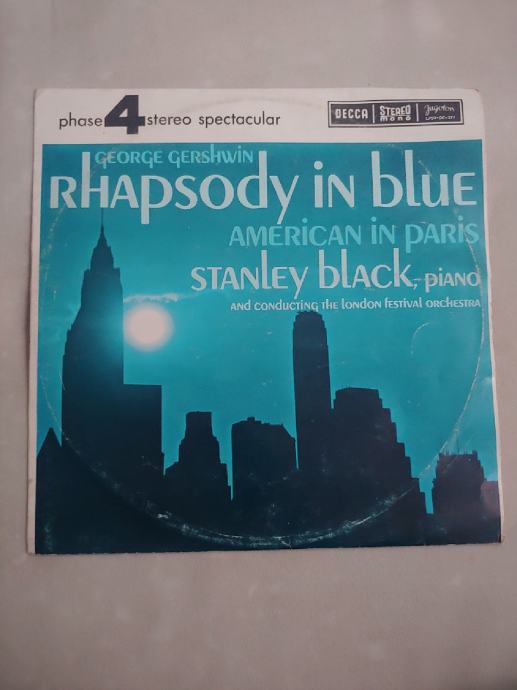 phase 4 stereo spectacular
DECCA STEREO mono Jugoton
GEORGE GERSHWIN
RHAPSODY IN BLUE
AMERICAN IN PARIS
STANLEY BLACK, PIANO
AND CONDUCTING THE LONDON FESTIVAL ORCHESTRA